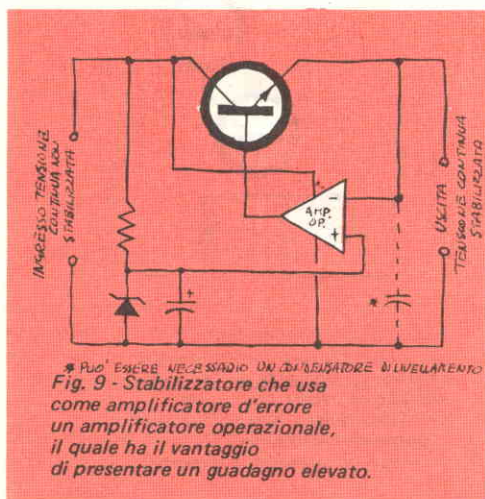 INGRESSO TENSIONE
CONTINUA NON
STABILIZZATA
+
AMP.
OP.
-
+
+
*
USCITA
TENSIONE CONTINUA
STABILIZZATA
* PUO' ESSERE NECESSARIO UN CONDENSATORE DI LIVELLAMENTO
Fig. 9 - Stabilizzatore che usa
come amplificatore d'errore
un amplificatore operazionale,
il quale ha il vantaggio
di presentare un guadagno elevato.